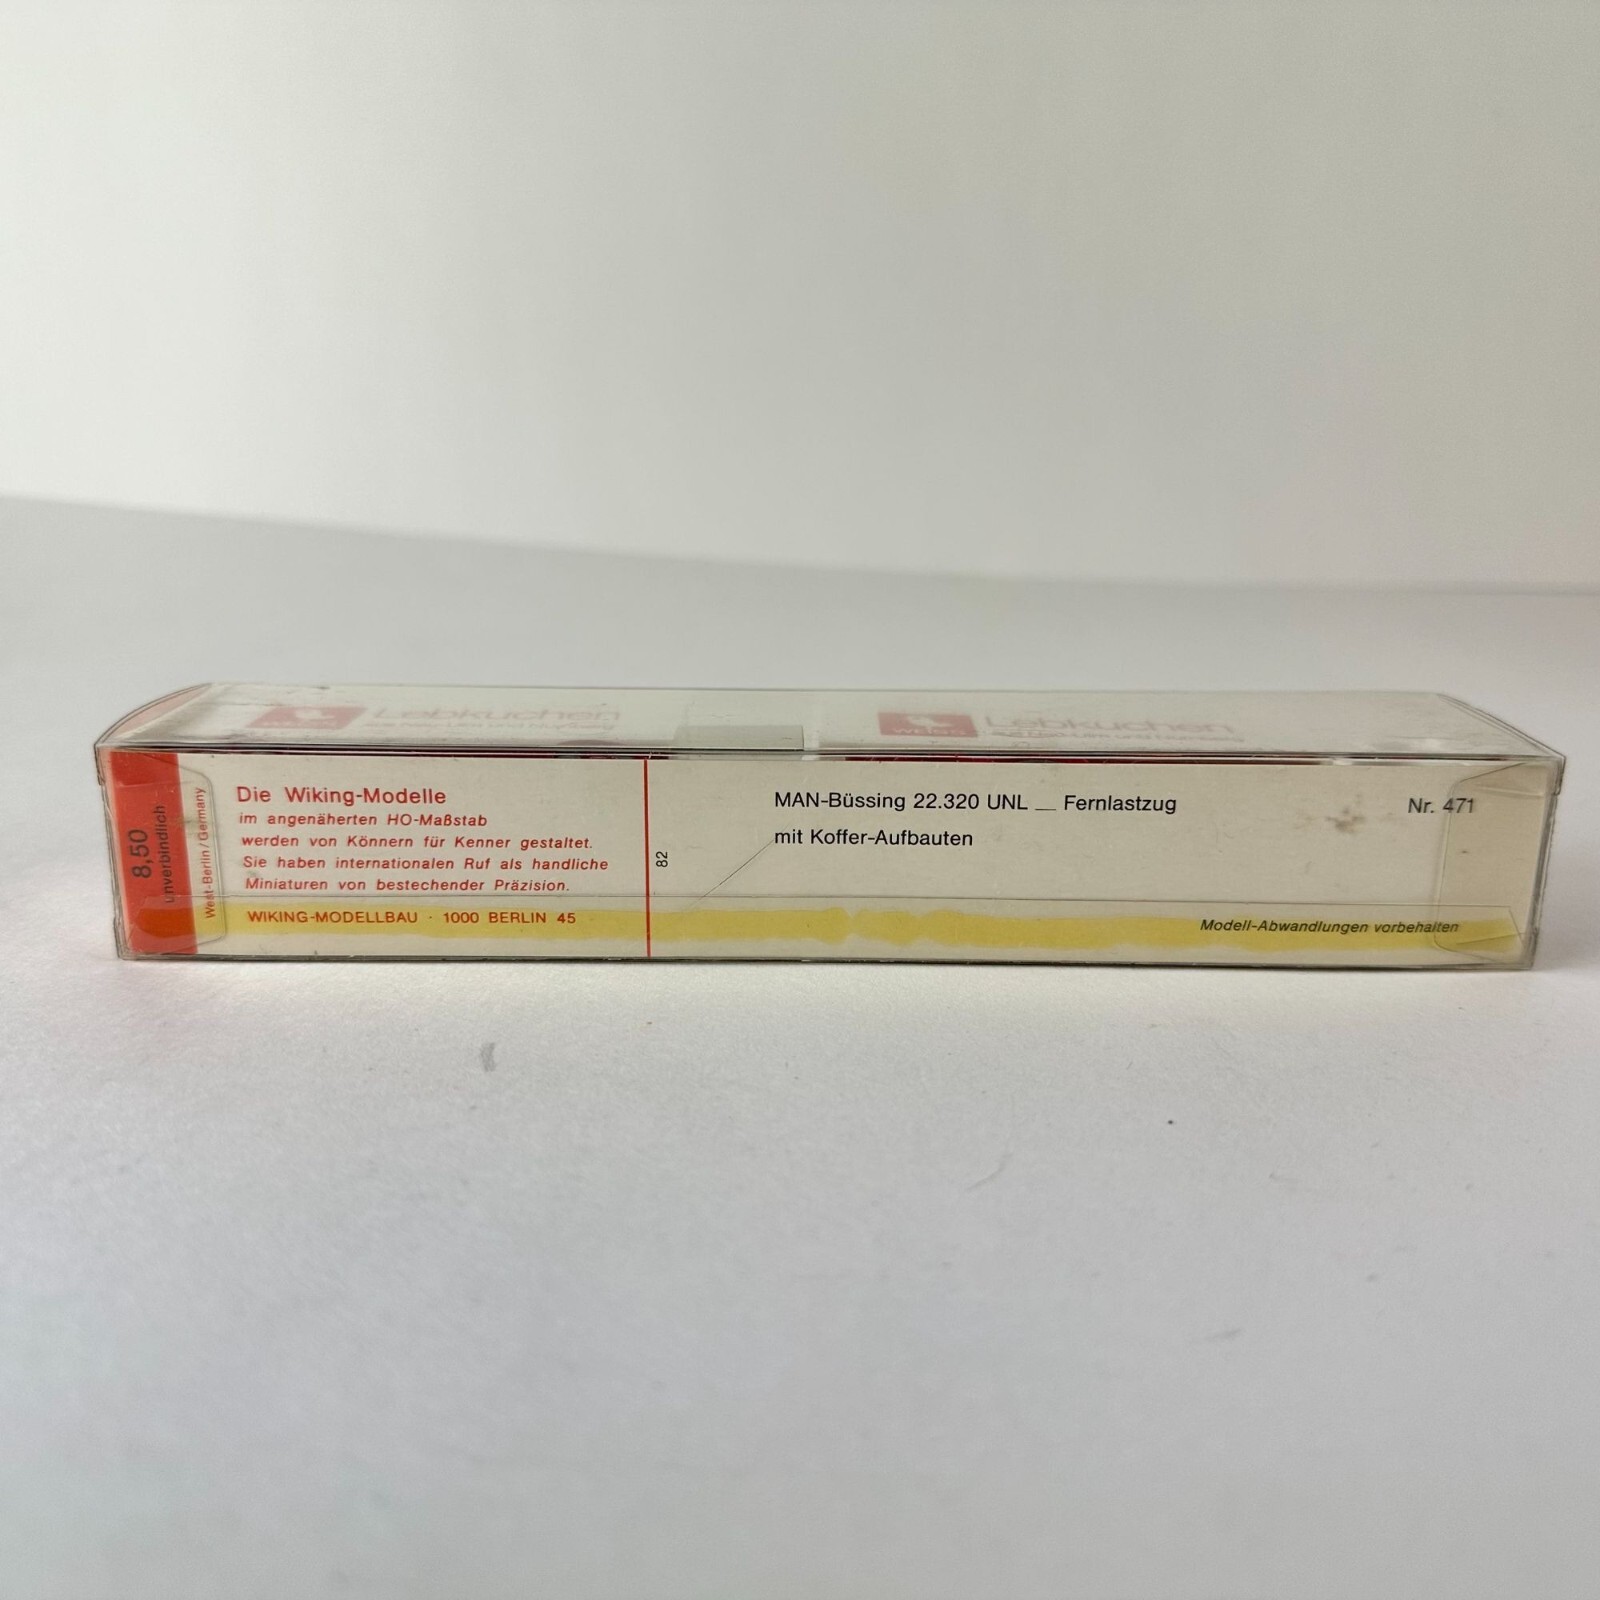 Lebkuchen
WEISS
Lebkuchen
8,50
unverbindlich
West-Berlin/Germany
Die Wiking-Modelle
im angenäherten HO-Maßstab
werden von Könnern für Kenner gestaltet.
Sie haben internationalen Ruf als handliche
Miniaturen von bestechender Präzision.
WIKING-MODELLBAU · 1000 BERLIN 45
82
MAN-Büssing 22.320 UNL — Fernlastzug
mit Koffer-Aufbauten
Nr. 471
Modell-Abwandlungen vorbehalten